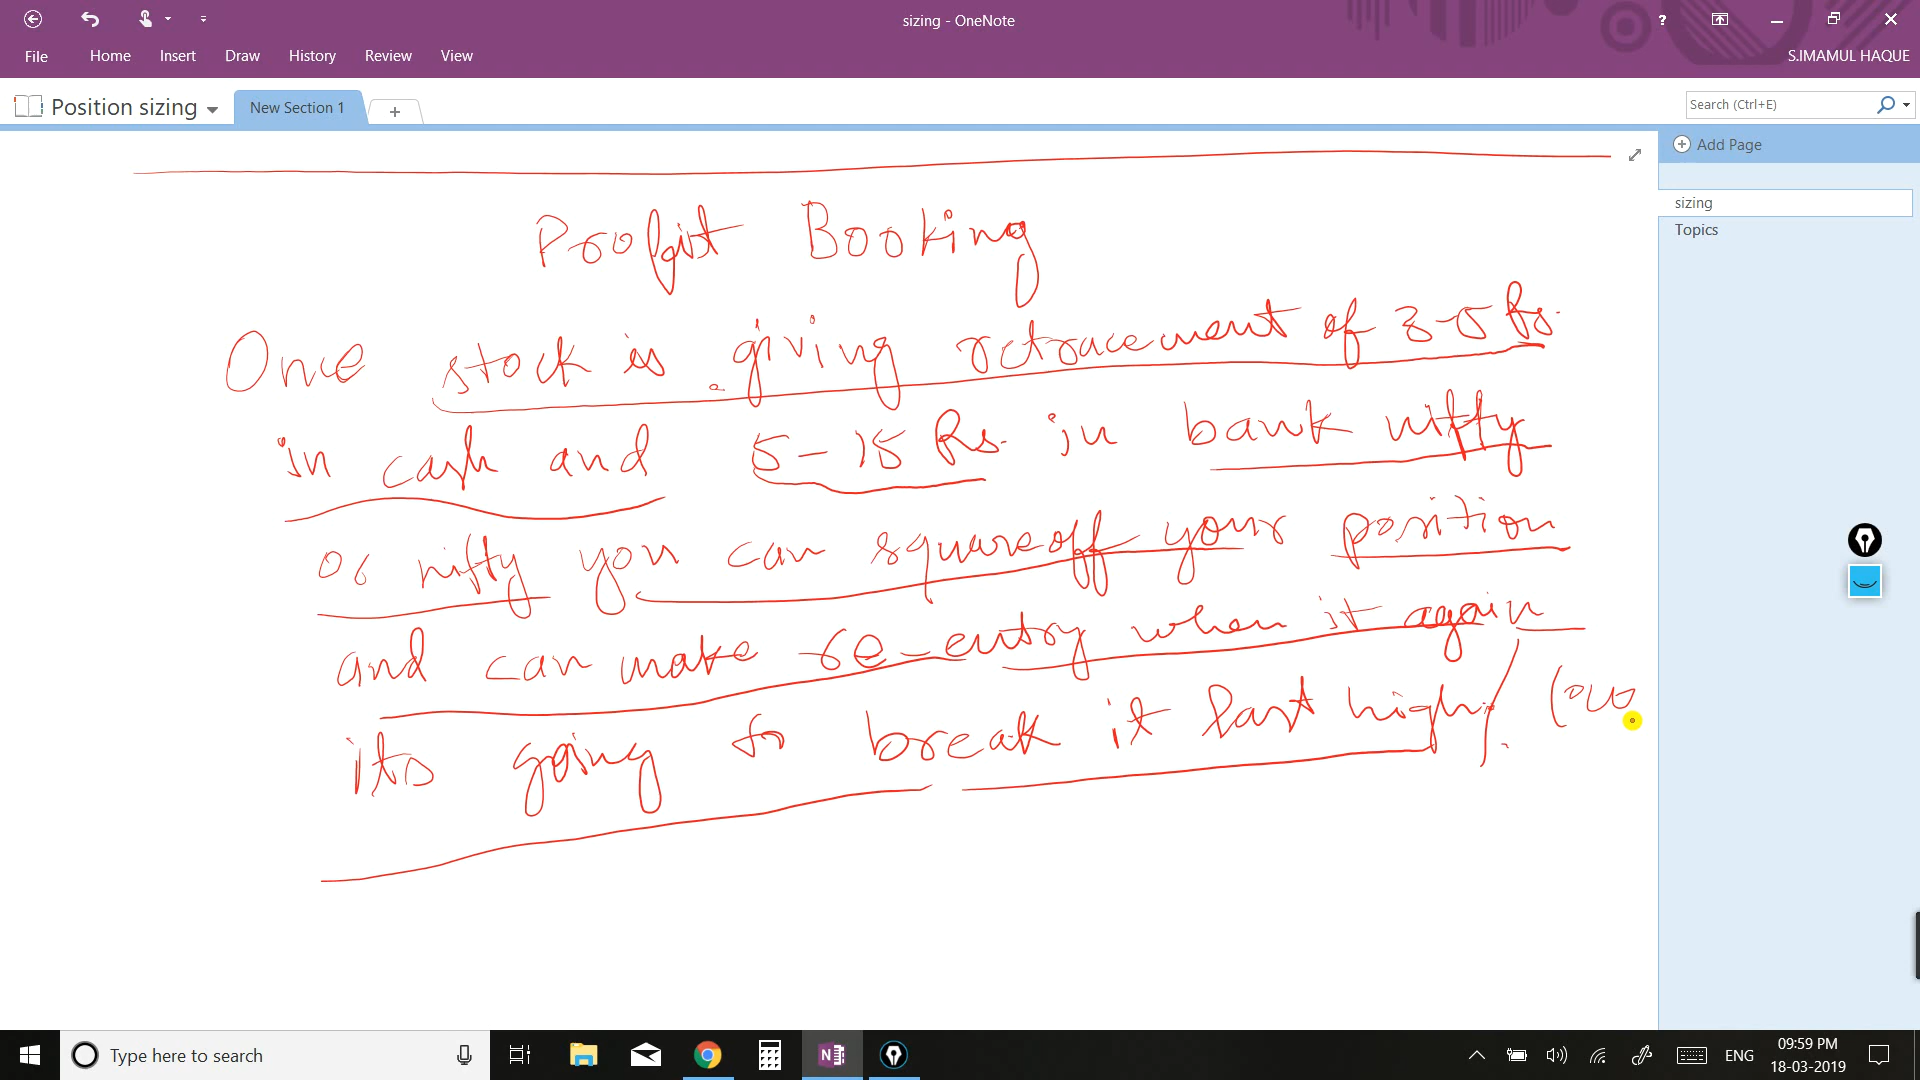 sizing - OneNote
?
File
Home
Insert
Draw
History
Review
View
S.IMAMUL HAQUE
Position sizing
New Section 1
+
Search (Ctrl+E)
Add Page
sizing
Topics
Profit Booking
Once stock is giving retracement of 3-5 Rs.
in cash and 5-15 Rs. in bank nifty
or nifty you can squareoff your position
and can make re-entry when it again
its going to break it last high,
Type here to search
ENG
09:59 PM
18-03-2019